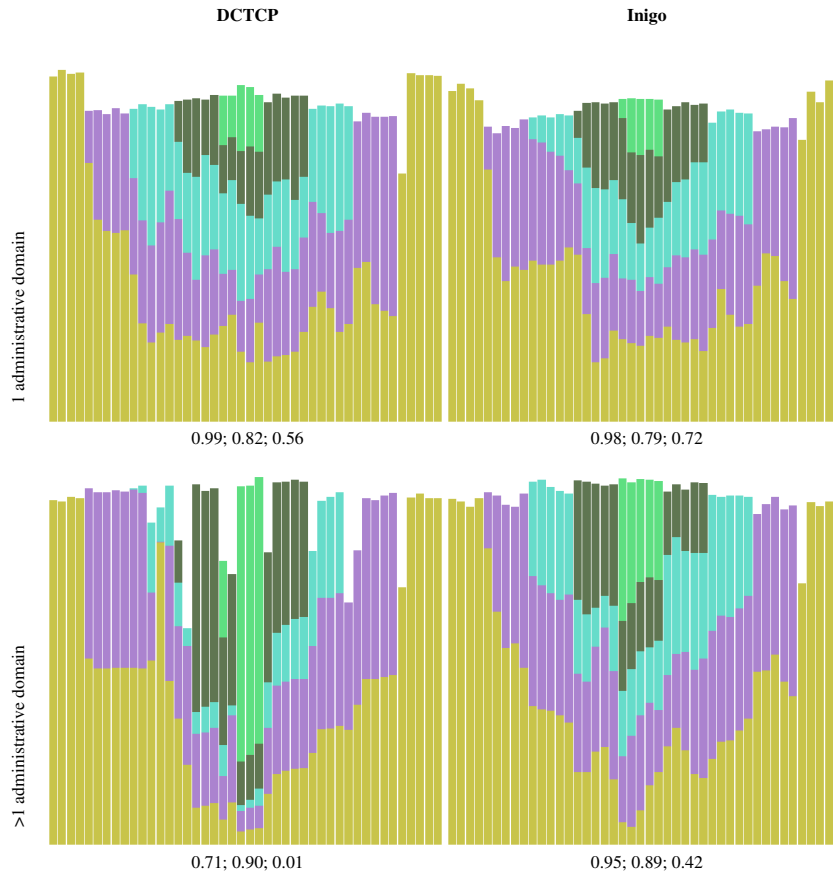 DCTCP
Inigo
1 administrative domain
0.99; 0.82; 0.56
0.98; 0.79; 0.72
>1 administrative domain
0.71; 0.90; 0.01
0.95; 0.89; 0.42